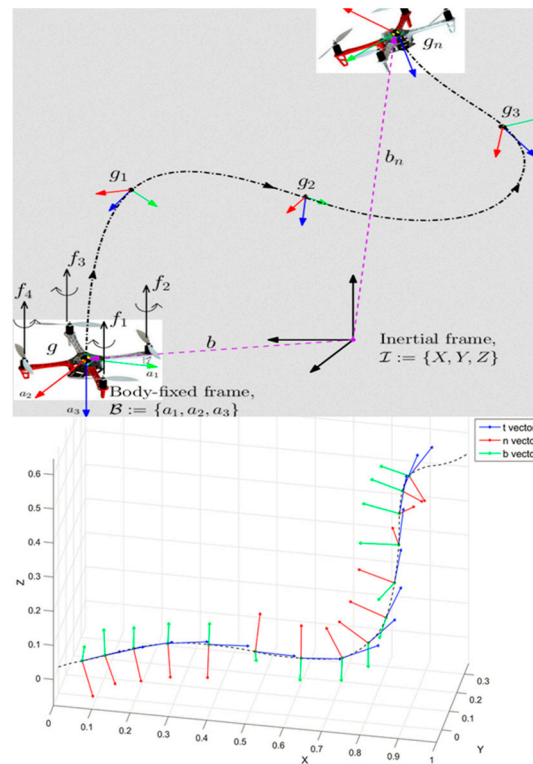 g_n
g_3
b_n
g_1
g_2
f_3
f_4
f_2
f_1
g
b
Inertial frame,
ℐ := {X, Y, Z}
a_1
a_2
Body-fixed frame,
a_3
ℬ := {a_1, a_2, a_3}
t vector
n vector
b vector
0.6
0.5
0.4
0.3
0.2
0.1
0
Z
0.3
0.2
0.1
0
Y
0
0.1
0.2
0.3
0.4
0.5
0.6
0.7
0.8
0.9
1
X